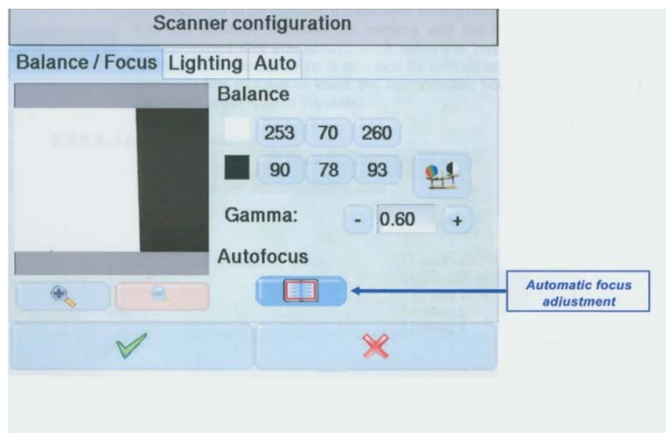 Scanner configuration
Balance / Focus Lighting Auto
Balance
253 70 260
90 78 93
Gamma: - 0.60 +
Autofocus
Automatic focus
adjustment